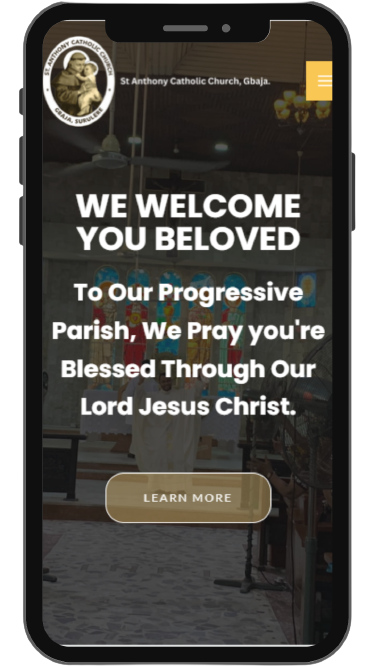 ST. ANTHONY CATHOLIC CHURCH
GBAJA, SURULERE
St Anthony Catholic Church, Gbaja.
WE WELCOME
YOU BELOVED
To Our Progressive
Parish, We Pray you're
Blessed Through Our
Lord Jesus Christ.
LEARN MORE